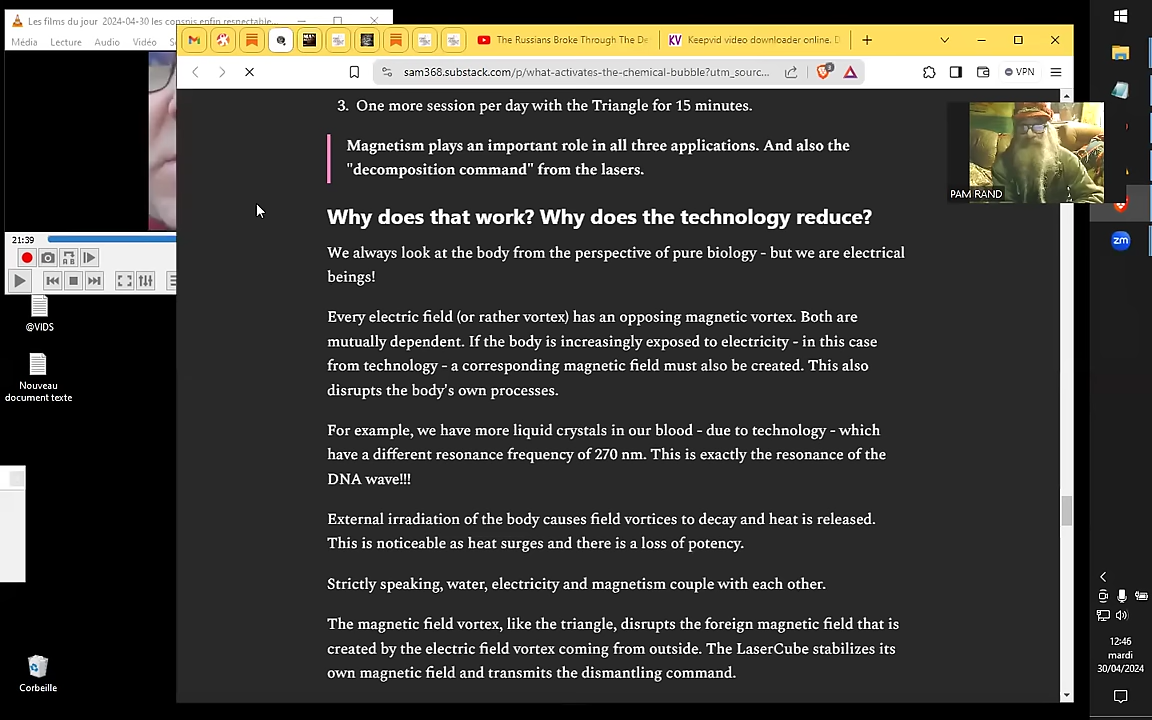 Les films du jour 2024-04-30 les conspis enfin respectable...
Média Lecture Audio Vidéo
The Russians Broke Through The De
Keepvid video downloader online. D
sam368.substack.com/p/what-activates-the-chemical-bubble?utm_sourc...
VPN
3. One more session per day with the Triangle for 15 minutes.
Magnetism plays an important role in all three applications. And also the
"decomposition command" from the lasers.
PAM RAND
Why does that work? Why does the technology reduce?
We always look at the body from the perspective of pure biology - but we are electrical
beings!
21:39
Every electric field (or rather vortex) has an opposing magnetic vortex. Both are
mutually dependent. If the body is increasingly exposed to electricity - in this case
from technology - a corresponding magnetic field must also be created. This also
disrupts the body's own processes.
@VIDS
Nouveau
document texte
For example, we have more liquid crystals in our blood - due to technology - which
have a different resonance frequency of 270 nm. This is exactly the resonance of the
DNA wave!!!
External irradiation of the body causes field vortices to decay and heat is released.
This is noticeable as heat surges and there is a loss of potency.
Strictly speaking, water, electricity and magnetism couple with each other.
The magnetic field vortex, like the triangle, disrupts the foreign magnetic field that is
created by the electric field vortex coming from outside. The LaserCube stabilizes its
own magnetic field and transmits the dismantling command.
Corbeille
zm
12:46
mardi
30/04/2024